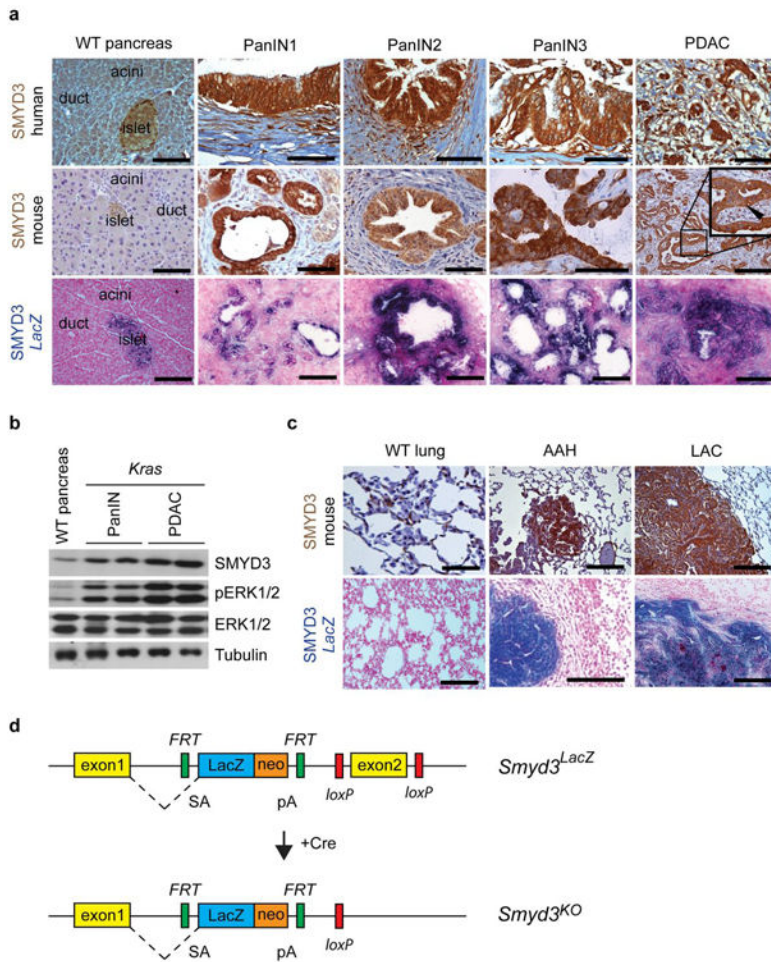 a
WT pancreas PanIN1 PanIN2 PanIN3 PDAC
SMYD3 human
acini
duct
islet
SMYD3 mouse
acini
duct
islet
SMYD3 LacZ
acini
duct
islet
b
Kras
WT pancreas PanIN PDAC
SMYD3
pERK1/2
ERK1/2
Tubulin
c
WT lung AAH LAC
SMYD3 mouse
SMYD3 LacZ
d
FRT FRT
exon1 LacZ neo exon2 Smyd3LacZ
SA pA loxP loxP
+Cre
FRT FRT
exon1 LacZ neo Smyd3KO
SA pA loxP